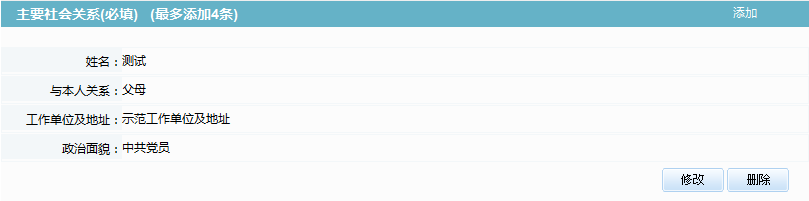 主要社会关系(必填) (最多添加4条) 添加
姓名：测试
与本人关系：父母
工作单位及地址：示范工作单位及地址
政治面貌：中共党员
修改 删除